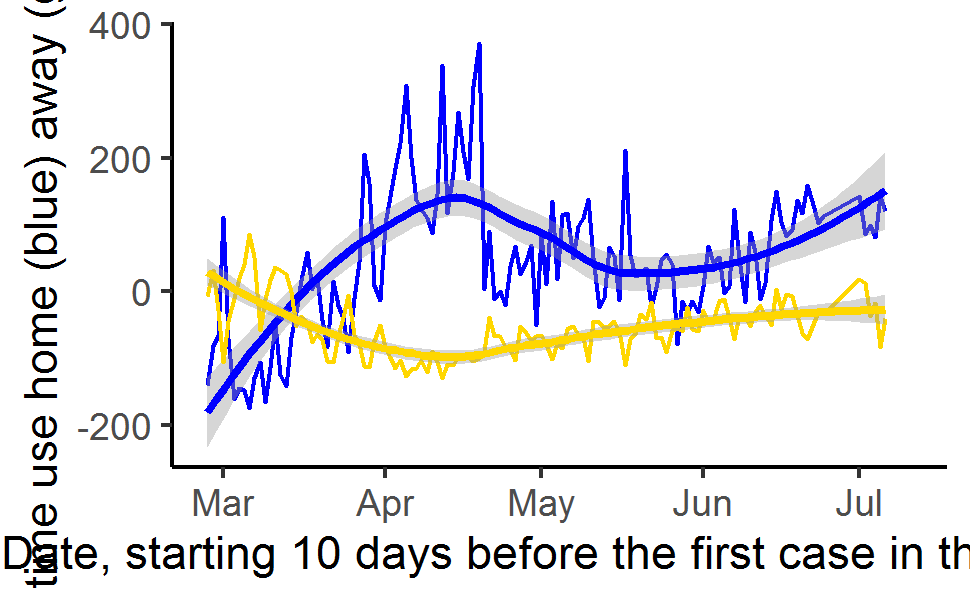 time use home (blue) away (
400
200
0
-200
Mar Apr May Jun Jul
Date, starting 10 days before the first case in th